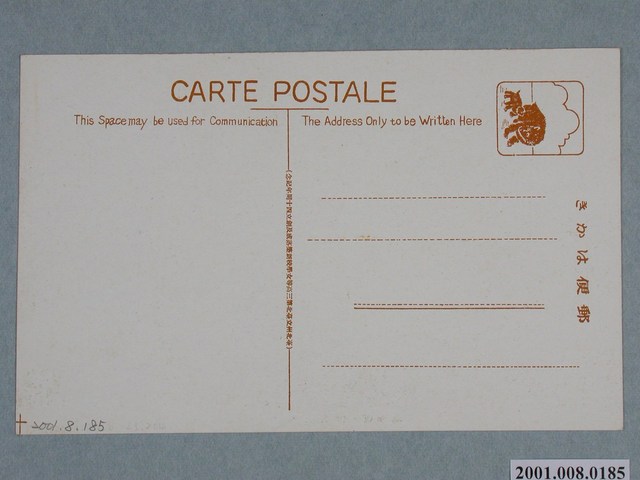 CARTE POSTALE
This Space may be used for Communication
The Address Only to be Written Here
きかは便郵
2001.8.185
2001.008.0185